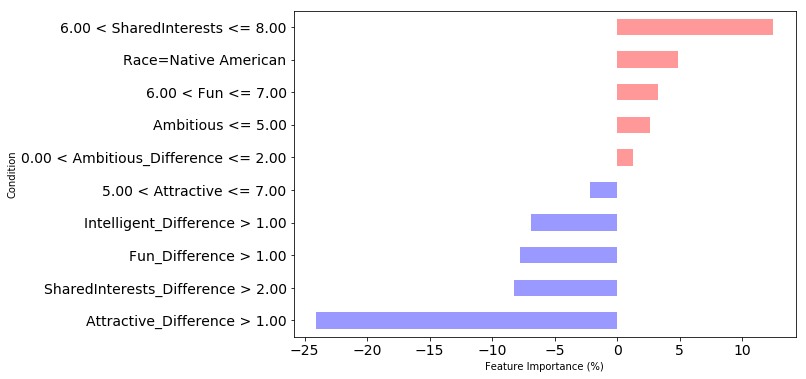 6.00 < SharedInterests <= 8.00
Race=Native American
6.00 < Fun <= 7.00
Ambitious <= 5.00
0.00 < Ambitious_Difference <= 2.00
5.00 < Attractive <= 7.00
Intelligent_Difference > 1.00
Fun_Difference > 1.00
SharedInterests_Difference > 2.00
Attractive_Difference > 1.00
Condition
−25 −20 −15 −10 −5 0 5 10
Feature Importance (%)